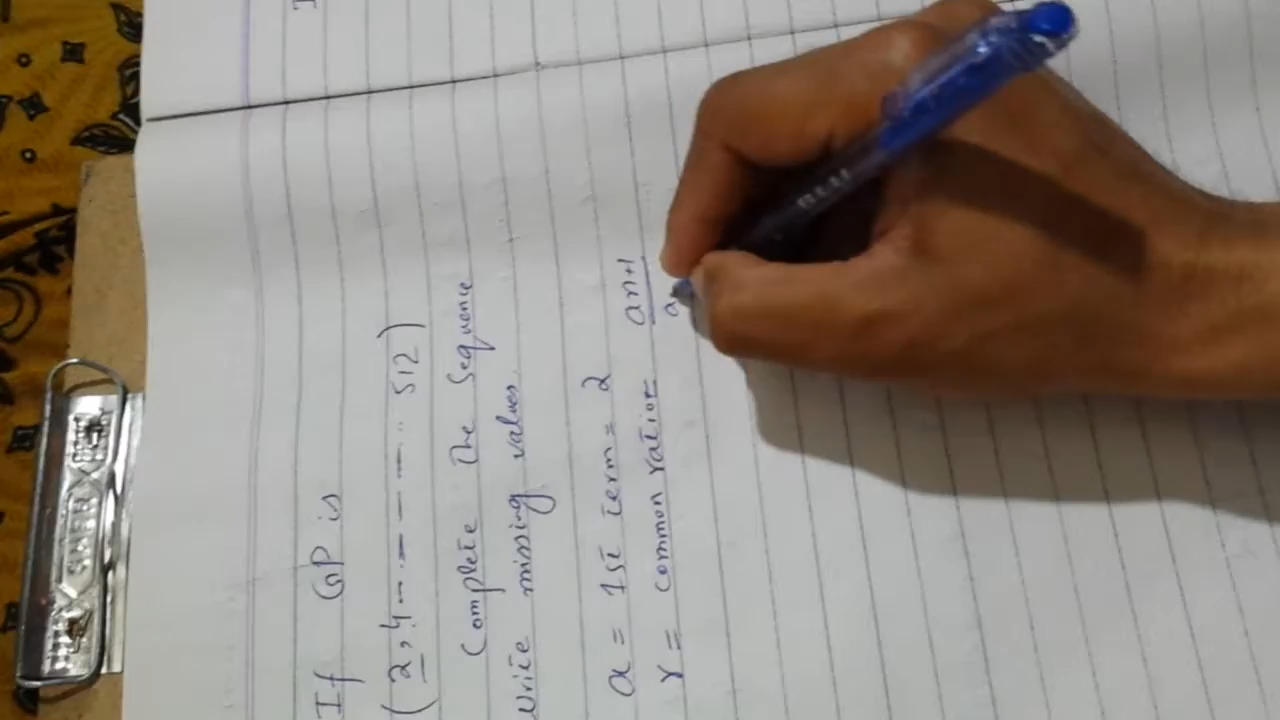 If GP is
(2,4--------- 512)
Complete The Sequence
write missing values.
a = 1st term = 2
r = common ratio = an+1
a